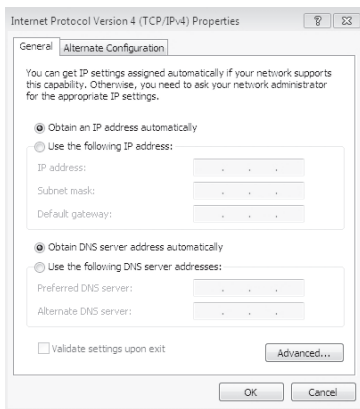 Internet Protocol Version 4 (TCP/IPv4) Properties
General
Alternate Configuration
You can get IP settings assigned automatically if your network supports
this capability. Otherwise, you need to ask your network administrator
for the appropriate IP settings.
Obtain an IP address automatically
Use the following IP address:
IP address:
Subnet mask:
Default gateway:
Obtain DNS server address automatically
Use the following DNS server addresses:
Preferred DNS server:
Alternate DNS server:
Validate settings upon exit
Advanced...
OK
Cancel